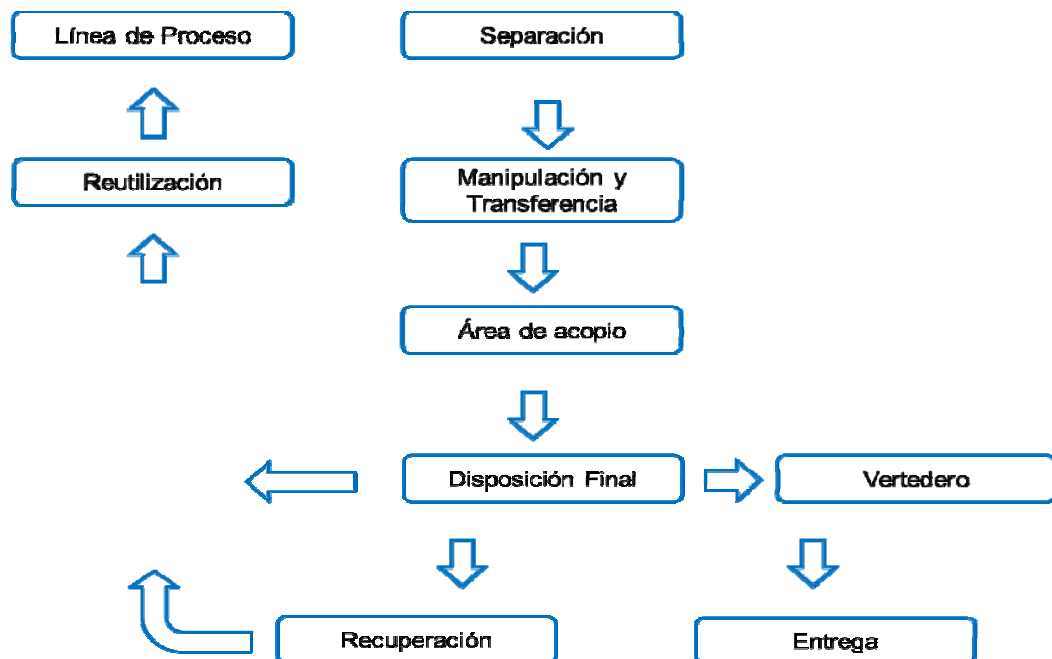 Línea de Proceso
Separación
Reutilización
Manipulación y
Transferencia
Área de acopio
Disposición Final
Vertedero
Recuperación
Entrega